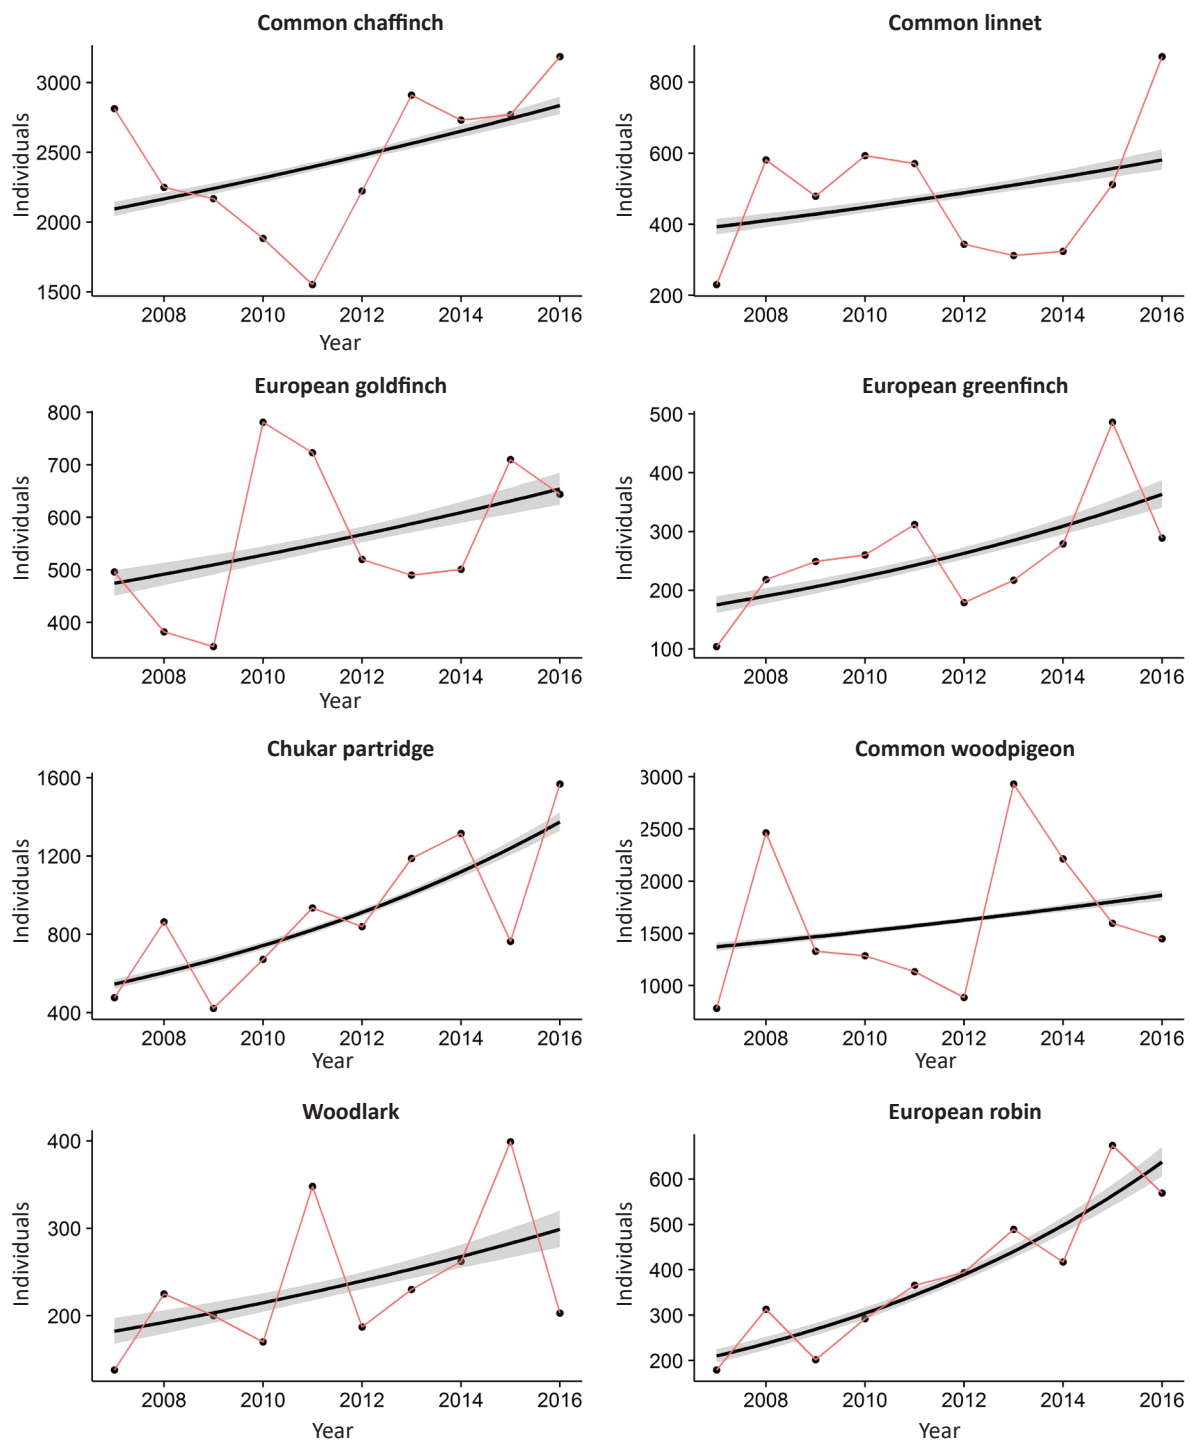 Common chaffinch
Individuals
3000
2500
2000
1500
2008 2010 2012 2014 2016
Year
Common linnet
Individuals
800
600
400
200
2008 2010 2012 2014 2016
European goldfinch
Individuals
800
700
600
500
400
2008 2010 2012 2014 2016
Year
European greenfinch
Individuals
500
400
300
200
100
2008 2010 2012 2014 2016
Chukar partridge
Individuals
1600
1200
800
400
2008 2010 2012 2014 2016
Year
Common woodpigeon
Individuals
3000
2500
2000
1500
1000
2008 2010 2012 2014 2016
Year
Woodlark
Individuals
400
300
200
2008 2010 2012 2014 2016
Year
European robin
Individuals
600
500
400
300
200
2008 2010 2012 2014 2016
Year